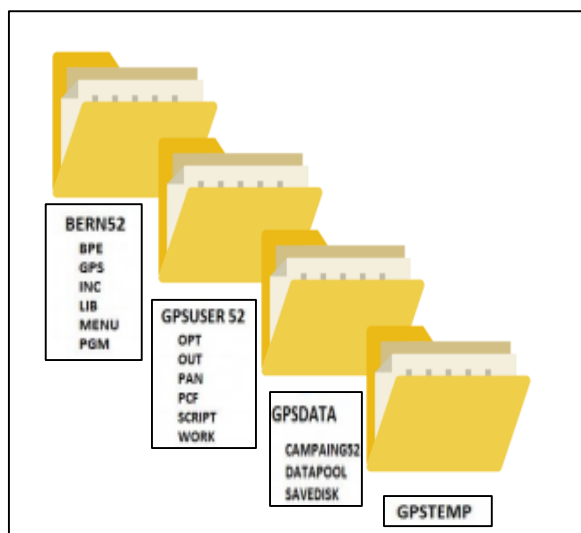 BERN52
BPE
GPS
INC
LIB
MENU
PGM
GPSUSER 52
OPT
OUT
PAN
PCF
SCRIPT
WORK
GPSDATA
CAMPAING52
DATAPOOL
SAVEDISK
GPSTEMP